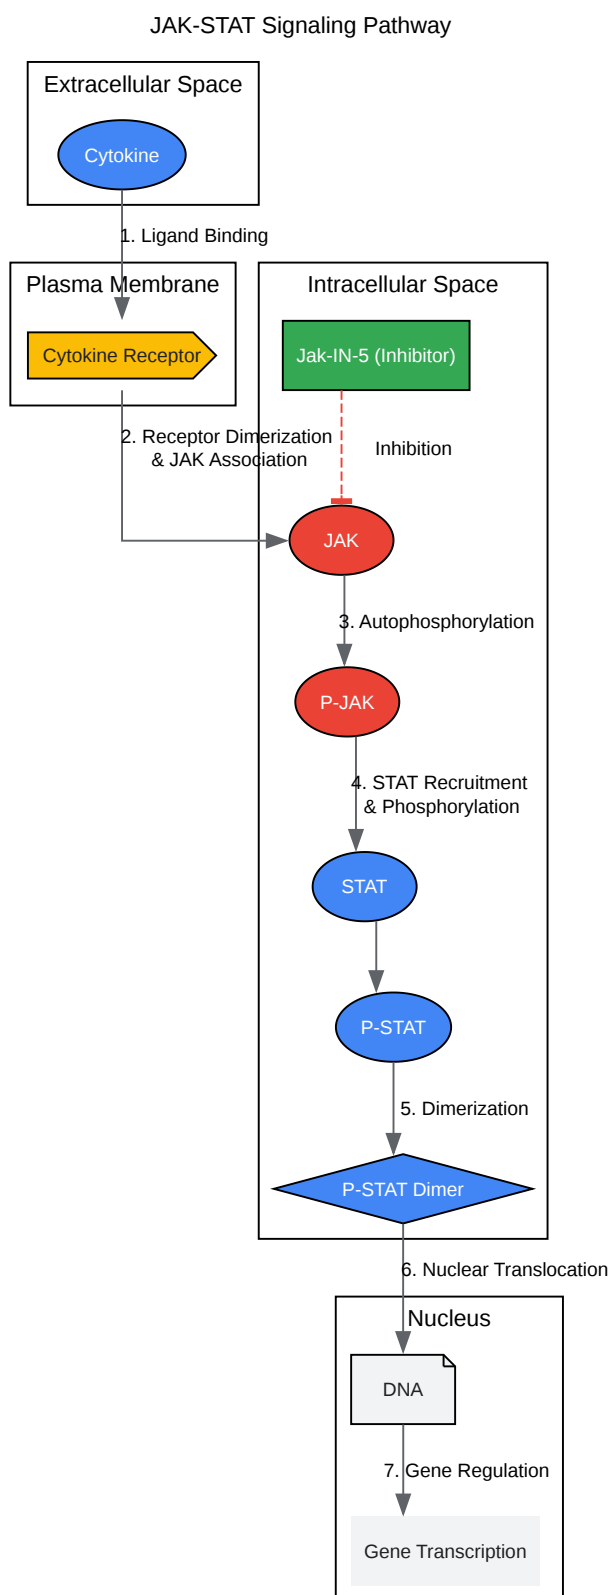 JAK-STAT Signaling Pathway
Extracellular Space
Cytokine
1. Ligand Binding
Plasma Membrane
Cytokine Receptor
Intracellular Space
Jak-IN-5 (Inhibitor)
2. Receptor Dimerization
& JAK Association
Inhibition
JAK
3. Autophosphorylation
P-JAK
4. STAT Recruitment
& Phosphorylation
STAT
P-STAT
5. Dimerization
P-STAT Dimer
6. Nuclear Translocation
Nucleus
DNA
7. Gene Regulation
Gene Transcription